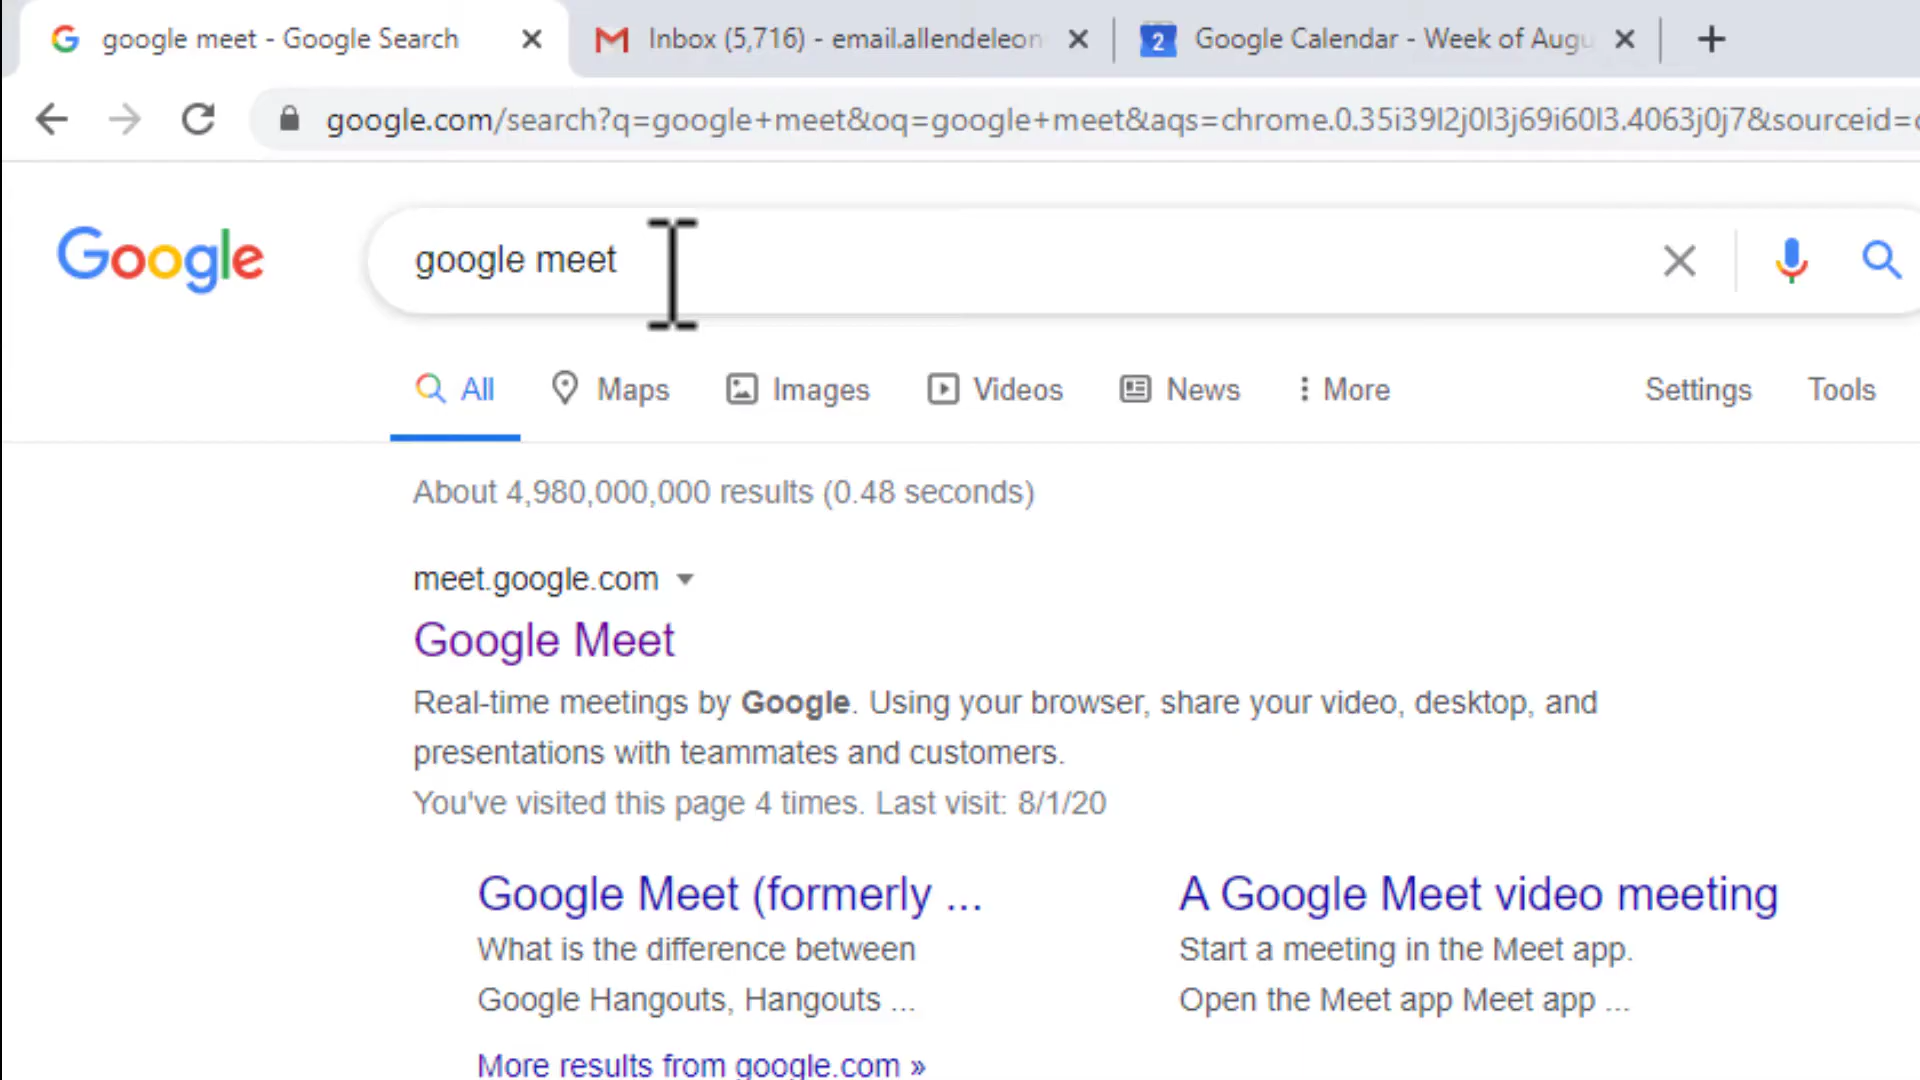 google meet - Google Search
Inbox (5,716) - email.allendeleon
2
Google Calendar - Week of Augu
google.com/search?q=google+meet&oq=google+meet&aqs=chrome.0.35i39l2j0l3j69i60l3.4063j0j7&sourceid=c
Google
google meet
All
Maps
Images
Videos
News
More
Settings
Tools
About 4,980,000,000 results (0.48 seconds)
meet.google.com
Google Meet
Real-time meetings by Google. Using your browser, share your video, desktop, and
presentations with teammates and customers.
You've visited this page 4 times. Last visit: 8/1/20
Google Meet (formerly ...
What is the difference between
Google Hangouts, Hangouts ...
A Google Meet video meeting
Start a meeting in the Meet app.
Open the Meet app Meet app ...
More results from google.com »